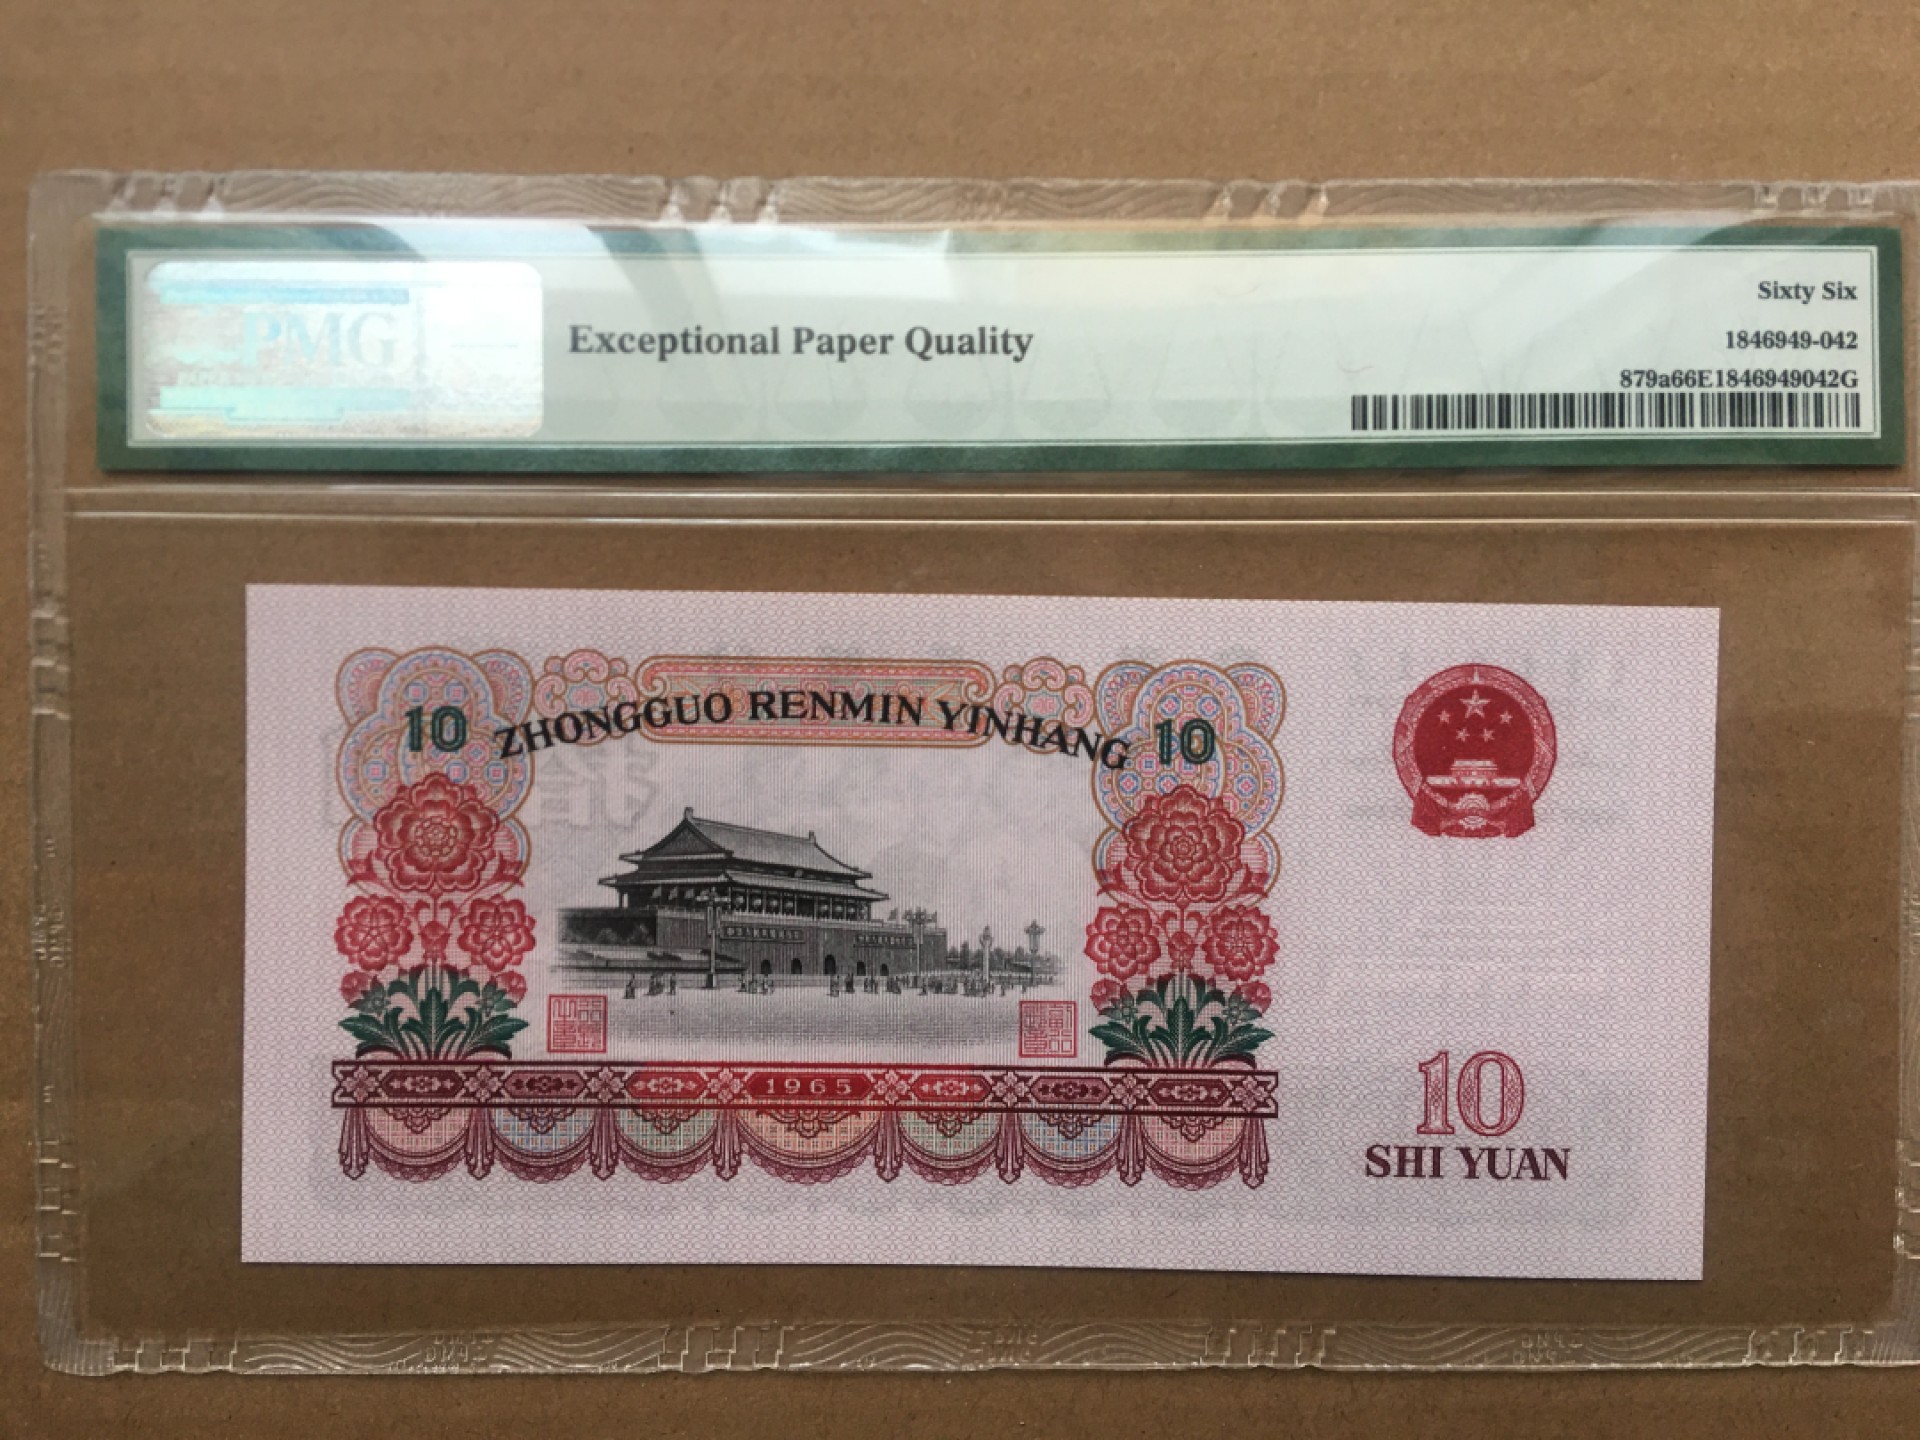 PMG
Exceptional Paper Quality
Sixty Six
1846949-042
879a66E1846949042G
10 ZHONGGUO RENMIN YINHANG 10
1965
10
SHI YUAN